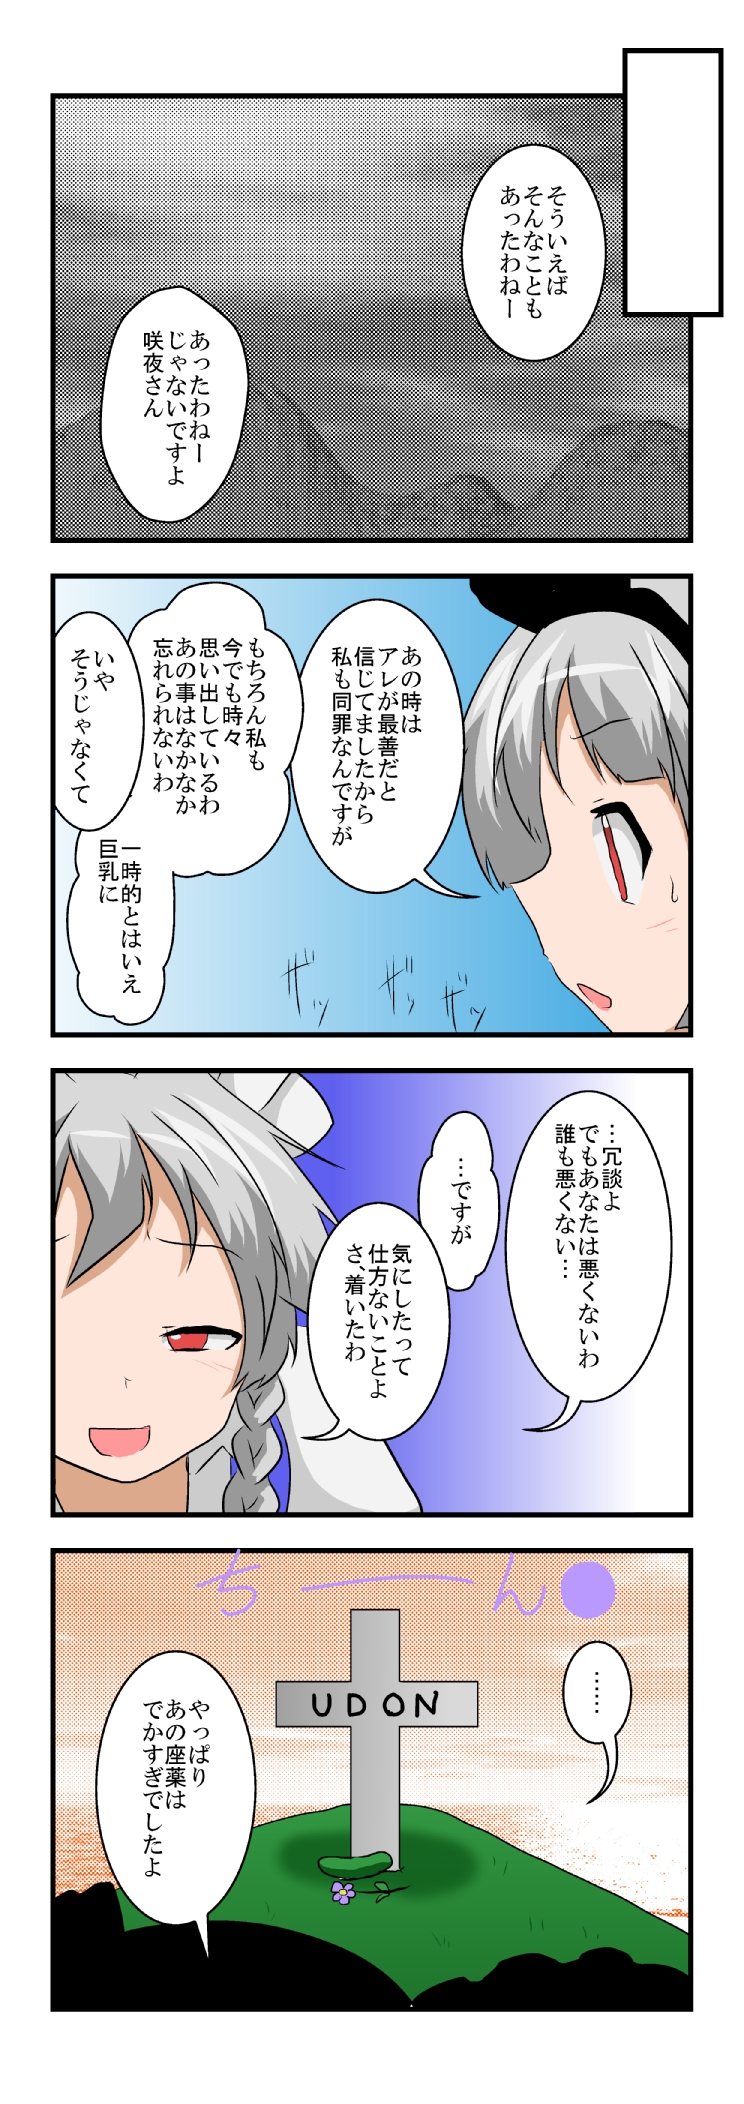 そういえば
そんなことも
あったわねー
あったわねー
じゃないですよ
咲夜さん
あの時は
アレが最善だと
信じてましたから
私も同罪なんですが
もちろん私も
今でも時々
思い出しているわ
あの事はなかなか
忘れられないわ
いや
そうじゃなくて
一時的とはいえ
巨乳に
ザッ
ザッ
ザッ
…冗談よ
でもあなたは悪くないわ
誰も悪くない…
…ですが
気にしたって
仕方ないことよ
さ、着いたわ
ちーん●
……
UDON
やっぱり
あの座薬は
でかすぎでしたよ